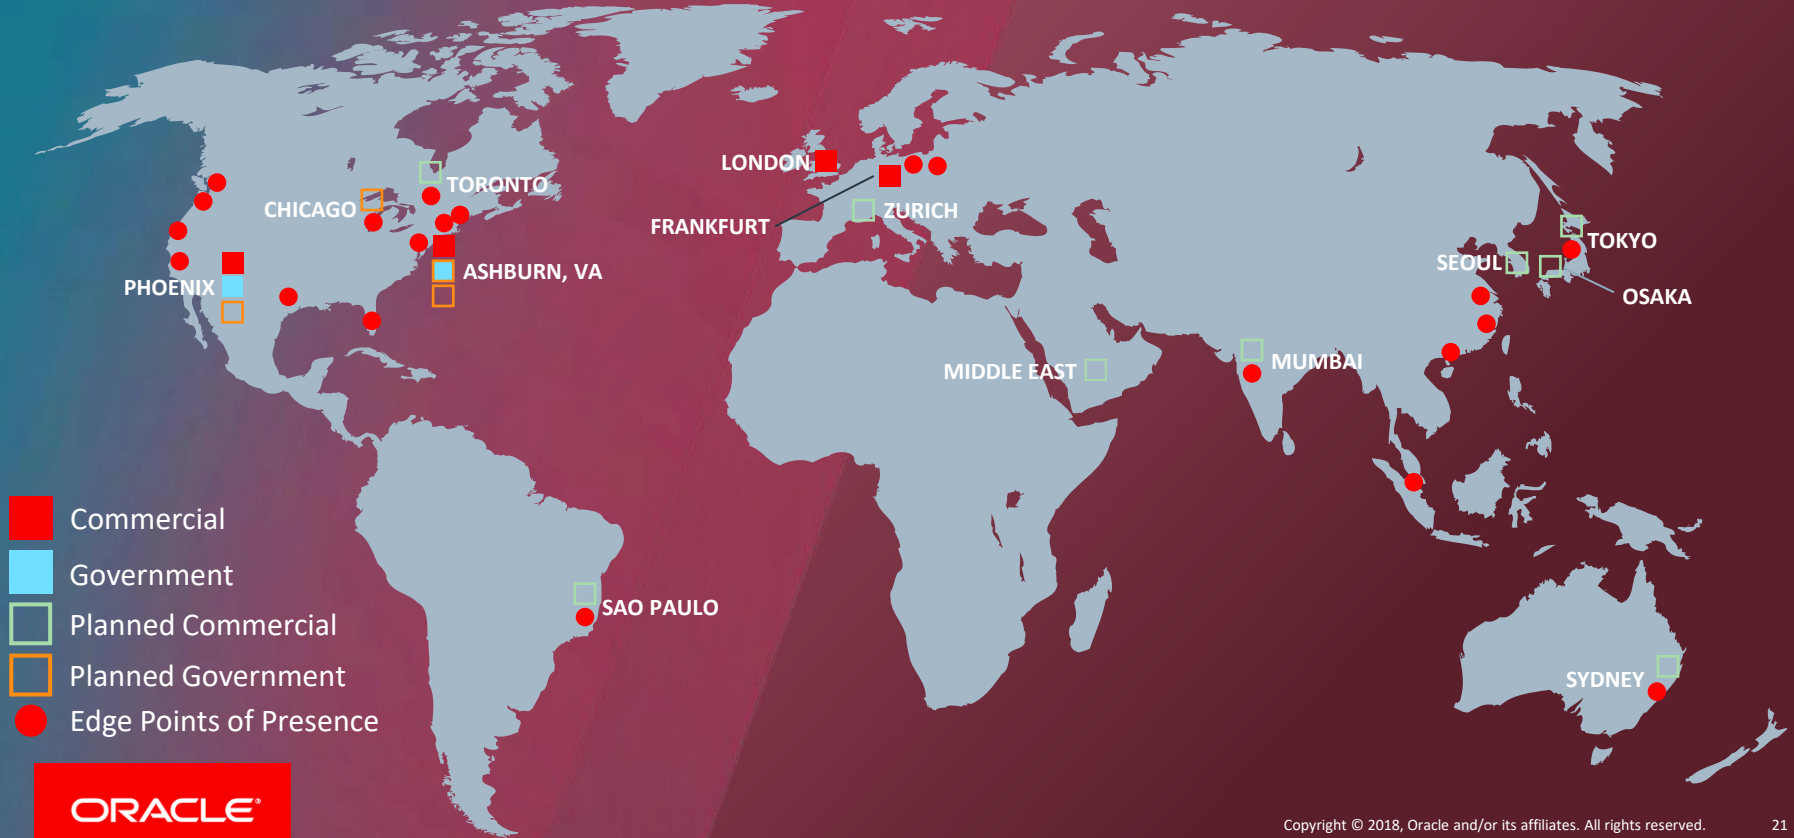 LONDON
TORONTO
CHICAGO
ZURICH
FRANKFURT
TOKYO
SEOUL
ASHBURN, VA
PHOENIX
OSAKA
MUMBAI
MIDDLE EAST
Commercial
Government
SAO PAULO
Planned Commercial
Planned Government
SYDNEY
Edge Points of Presence
ORACLE®
Copyright © 2018, Oracle and/or its affiliates. All rights reserved. 21